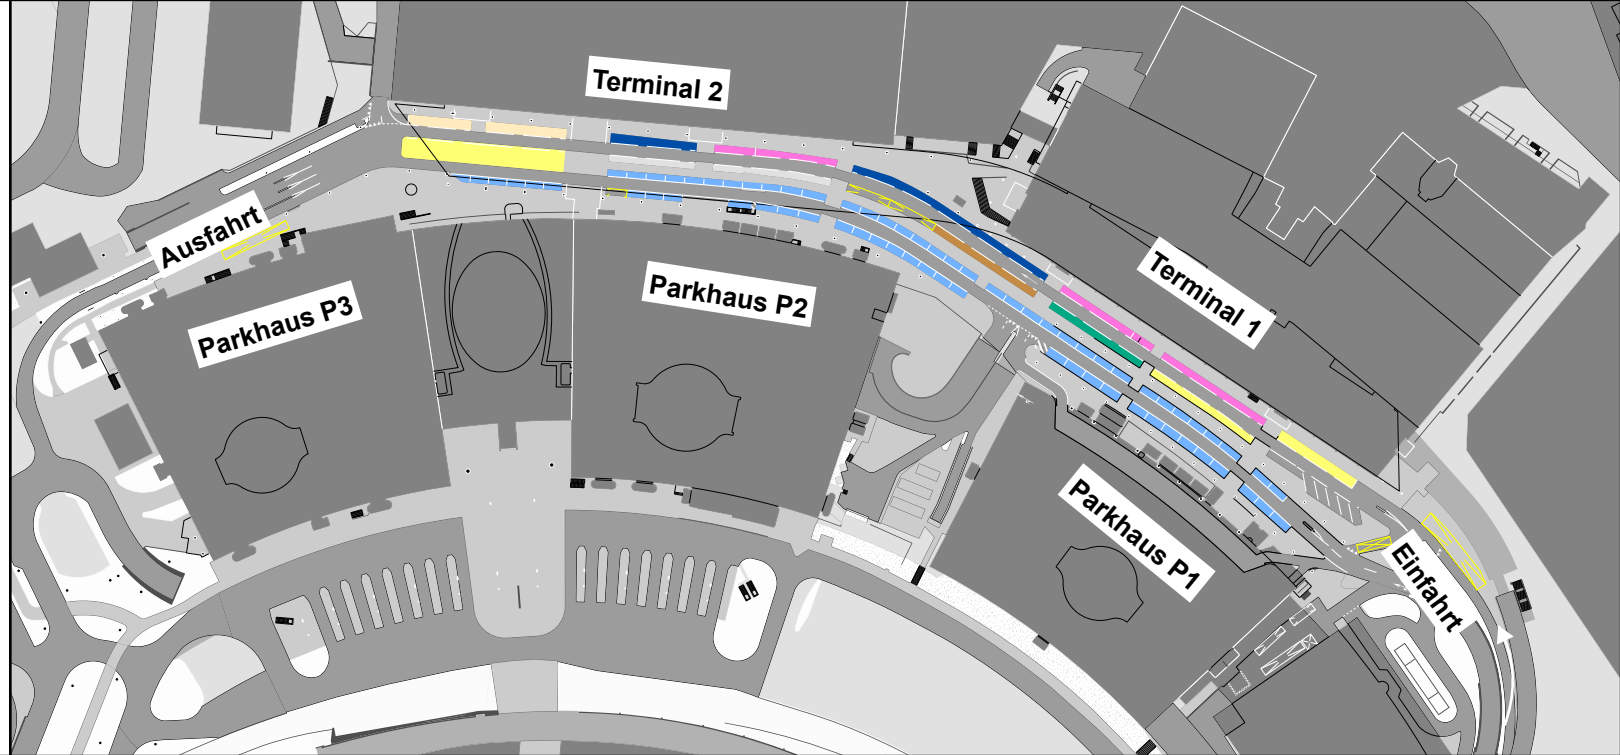 Terminal 2
Ausfahrt
Terminal 1
Parkhaus P3
Parkhaus P2
Parkhaus P1
Einfahrt